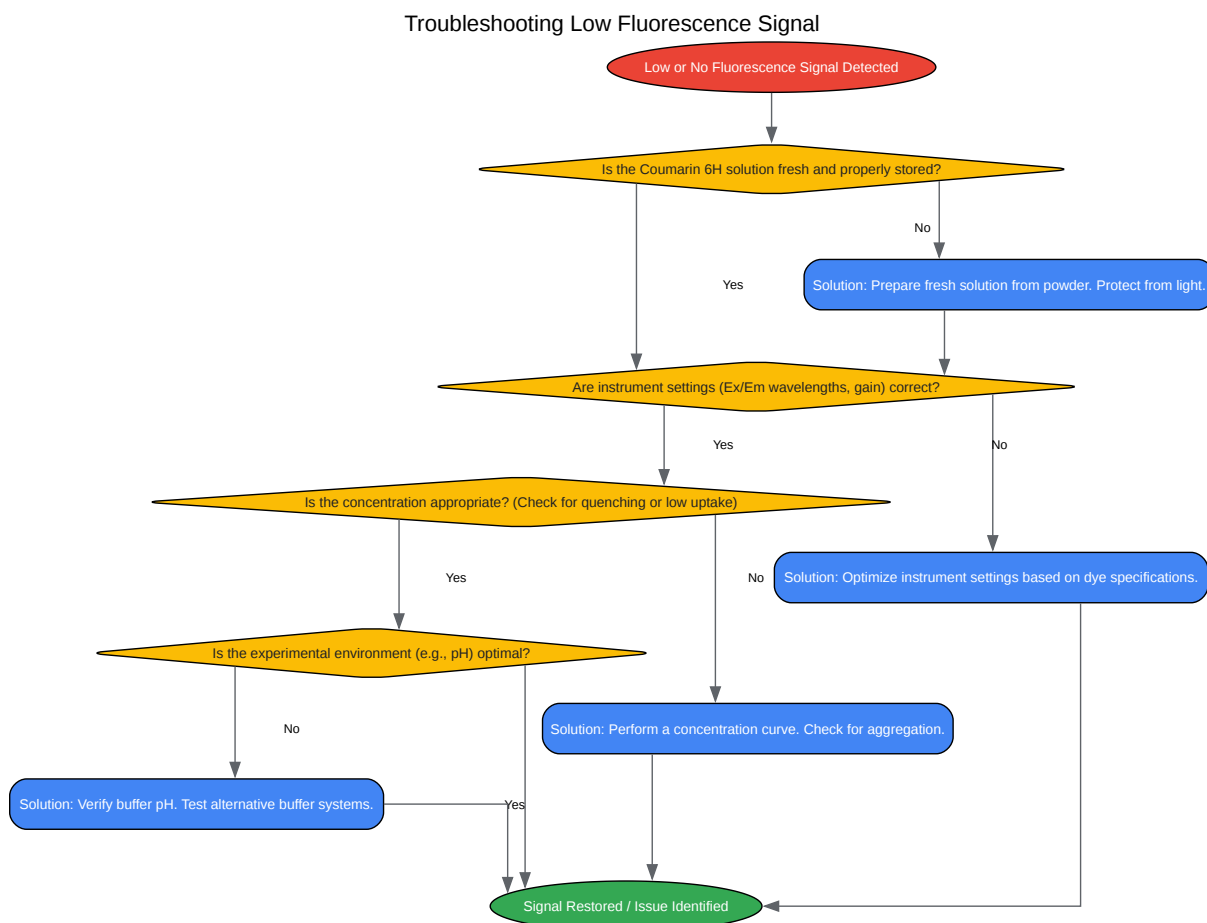 Troubleshooting Low Fluorescence Signal
Low or No Fluorescence Signal Detected
Is the Coumarin 6H solution fresh and properly stored?
No
Yes
Solution: Prepare fresh solution from powder. Protect from light.
Are instrument settings (Ex/Em wavelengths, gain) correct?
Yes
No
Is the concentration appropriate? (Check for quenching or low uptake)
Yes
No
Solution: Optimize instrument settings based on dye specifications.
Is the experimental environment (e.g., pH) optimal?
No
Solution: Perform a concentration curve. Check for aggregation.
Solution: Verify buffer pH. Test alternative buffer systems.
Yes
Signal Restored / Issue Identified